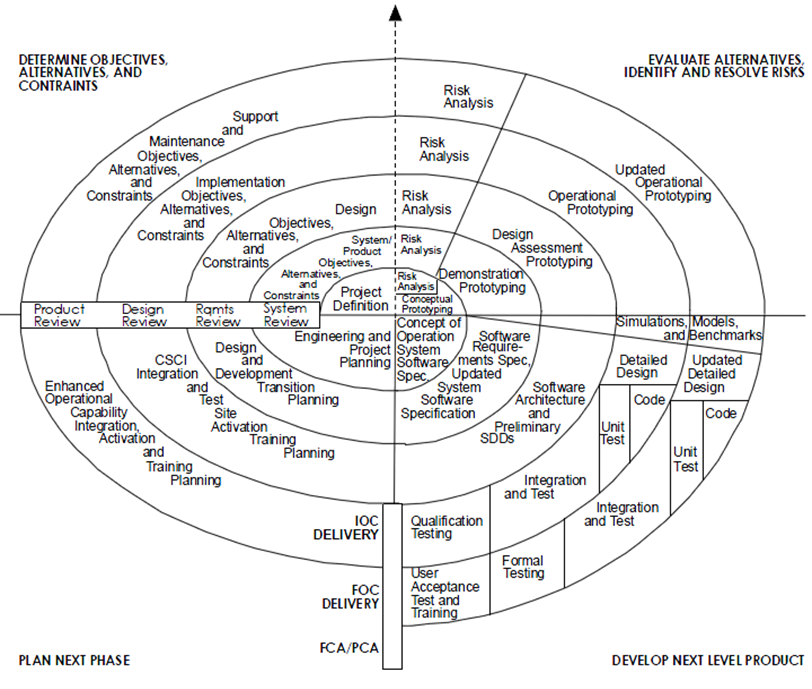 DETERMINE OBJECTIVES,
ALTERNATIVES, AND
CONTRAINTS
EVALUATE ALTERNATIVES,
IDENTIFY AND RESOLVE RISKS
Support
and
Maintenance
Objectives,
Alternatives,
and
Constraints
Implementation
Objectives,
Alternatives,
and
Constraints
Design
Objectives,
Alternatives,
and
Constraints
System/
Product
Objectives,
Alternatives,
and
Constraints
Project
Definition
Risk
Analysis
Risk
Analysis
Risk
Analysis
Risk
Analysis
Risk
Analysis
Conceptual
Prototyping
Demonstration
Prototyping
Design
Assessment
Prototyping
Operational
Prototyping
Updated
Operational
Prototyping
Product
Review
Design
Review
Rqmts
Review
System
Review
Simulations, Models,
and Benchmarks
Engineering and
Project
Planning
Design
and
Development
Transition
Planning
CSCI
Integration
and
Test
Site
Activation
Training
Planning
Enhanced
Operational
Capability
Integration,
Activation
and
Training
Planning
Concept of
Operation
System
Software
Spec,
Software
Require-
ments Spec,
Updated
System
Software
Specification
Software
Architecture
and
Preliminary
SDDs
Detailed
Design
Code
Unit
Test
Integration
and Test
Qualification
Testing
Updated
Detailed
Design
Code
Unit
Test
Integration
and Test
Formal
Testing
User
Acceptance
Test and
Training
IOC
DELIVERY
FOC
DELIVERY
FCA/PCA
PLAN NEXT PHASE
DEVELOP NEXT LEVEL PRODUCT